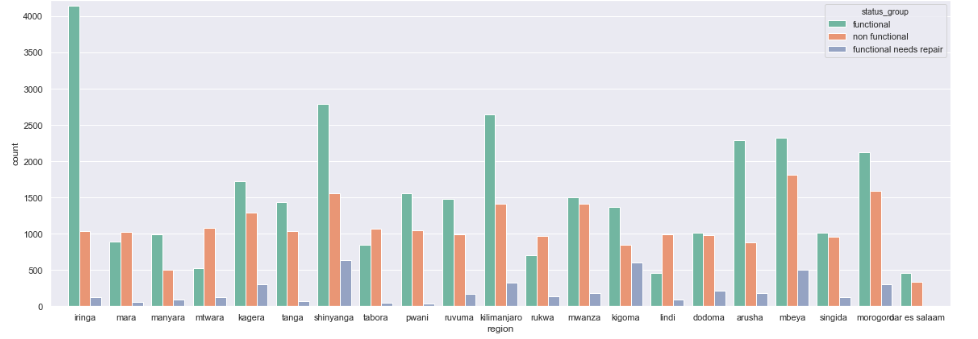 status_group
functional
non functional
functional needs repair
4000
3500
3000
2500
2000
1500
1000
500
0
count
iringa mara manyara mtwara kagera tanga shinyanga tabora pwani ruvuma kilimanjaro rukwa mwanza kigoma lindi dodoma arusha mbeya singida morogoro dar es salaam
region